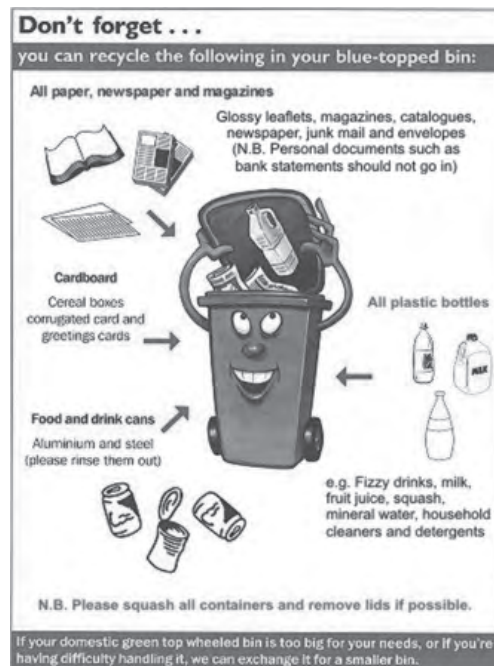 Don't forget . . .
you can recycle the following in your blue-topped bin:
All paper, newspaper and magazines
Glossy leaflets, magazines, catalogues,
newspaper, junk mail and envelopes
(N.B. Personal documents such as
bank statements should not go in)
Cardboard
Cereal boxes
corrugated card and
greetings cards
All plastic bottles
MILK
Food and drink cans
Aluminium and steel
(please rinse them out)
e.g. Fizzy drinks, milk,
fruit juice, squash,
mineral water, household
cleaners and detergents
N.B. Please squash all containers and remove lids if possible.
If your domestic green top wheeled bin is too big for your needs, or if you're
having difficulty handling it, we can exchange it for a smaller bin.